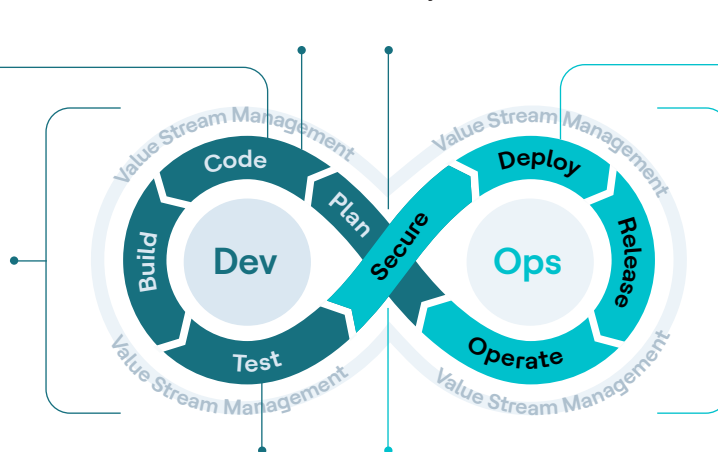 Value Stream Management
Value Stream Management
Code
Deploy
Plan
Secure
Build
Dev
Ops
Release
Test
Operate
Value Stream Management
Value Stream Management